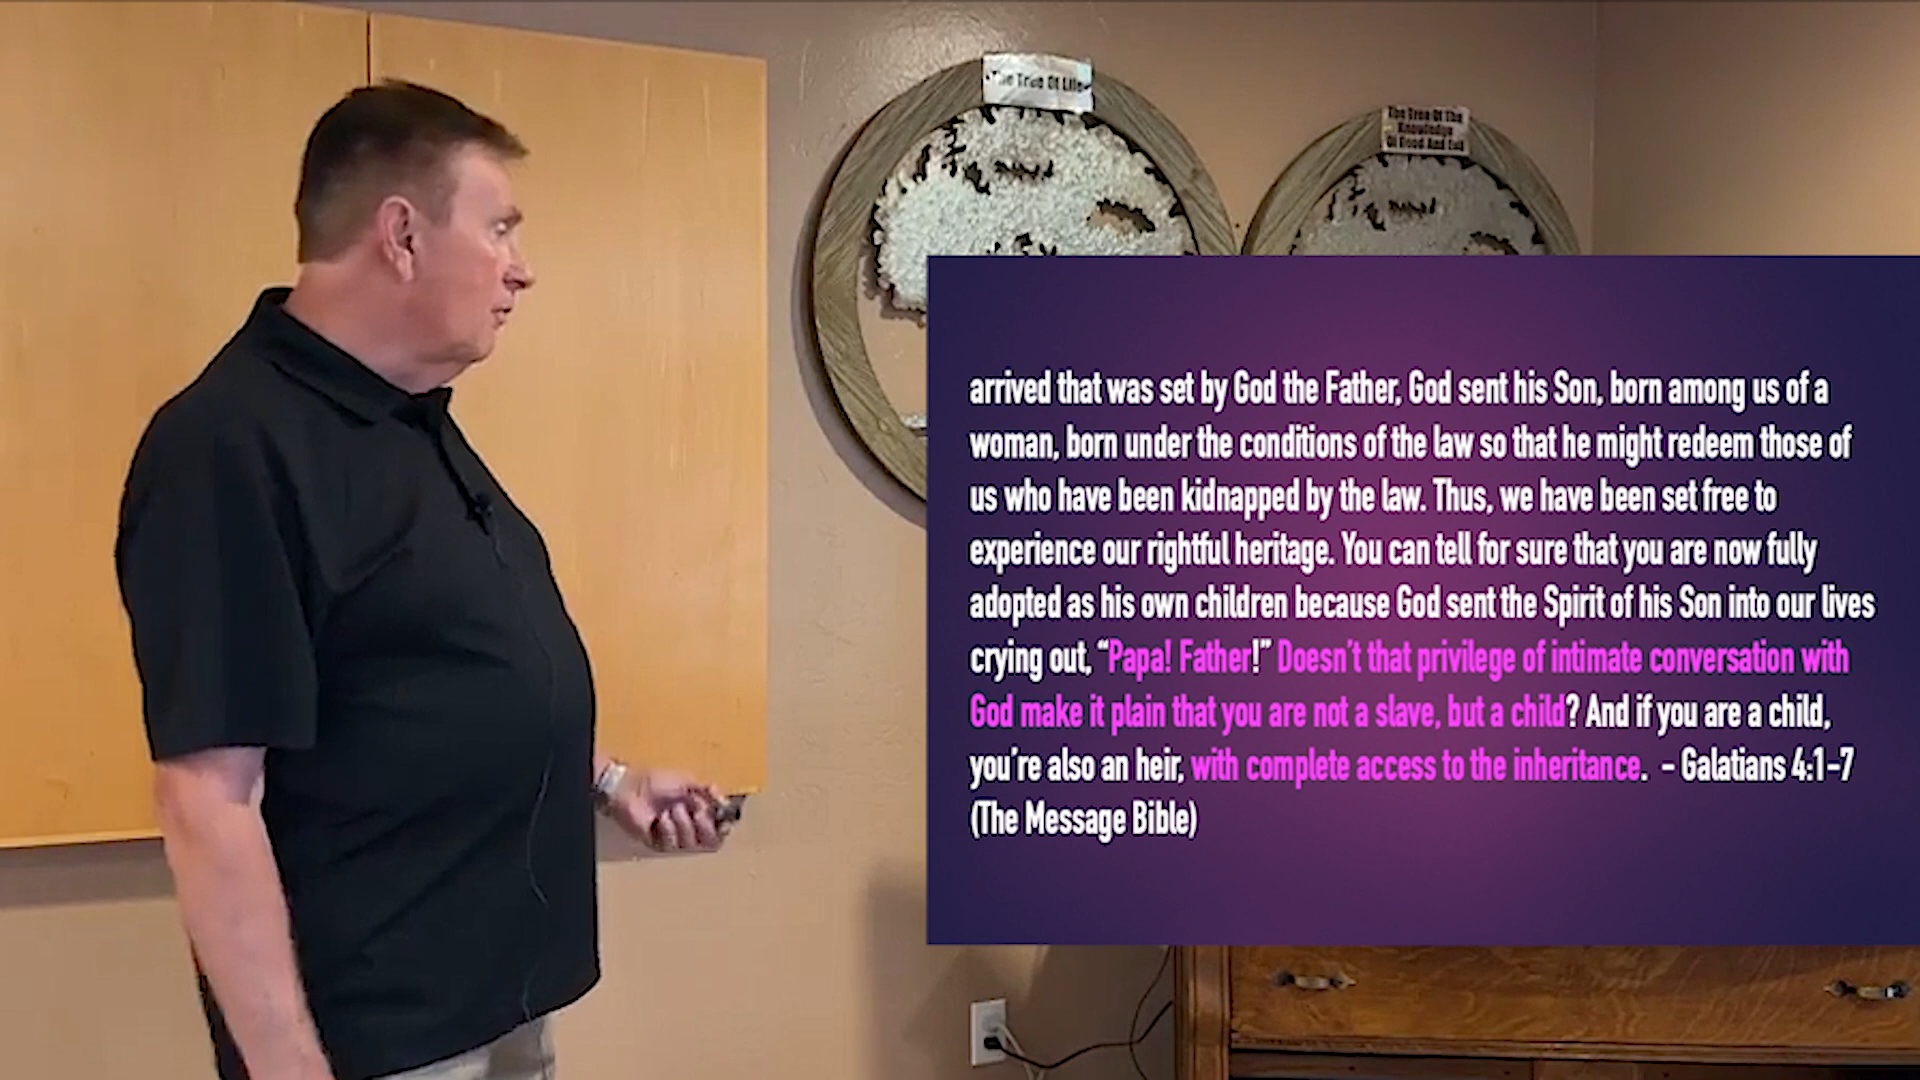 The Tree Of Life
The Tree Of The
Knowledge
Of Good And Evil
arrived that was set by God the Father, God sent his Son, born among us of a
woman, born under the conditions of the law so that he might redeem those of
us who have been kidnapped by the law. Thus, we have been set free to
experience our rightful heritage. You can tell for sure that you are now fully
adopted as his own children because God sent the Spirit of his Son into our lives
crying out, “Papa! Father!” Doesn’t that privilege of intimate conversation with
God make it plain that you are not a slave, but a child? And if you are a child,
you’re also an heir, with complete access to the inheritance. - Galatians 4:1-7
(The Message Bible)